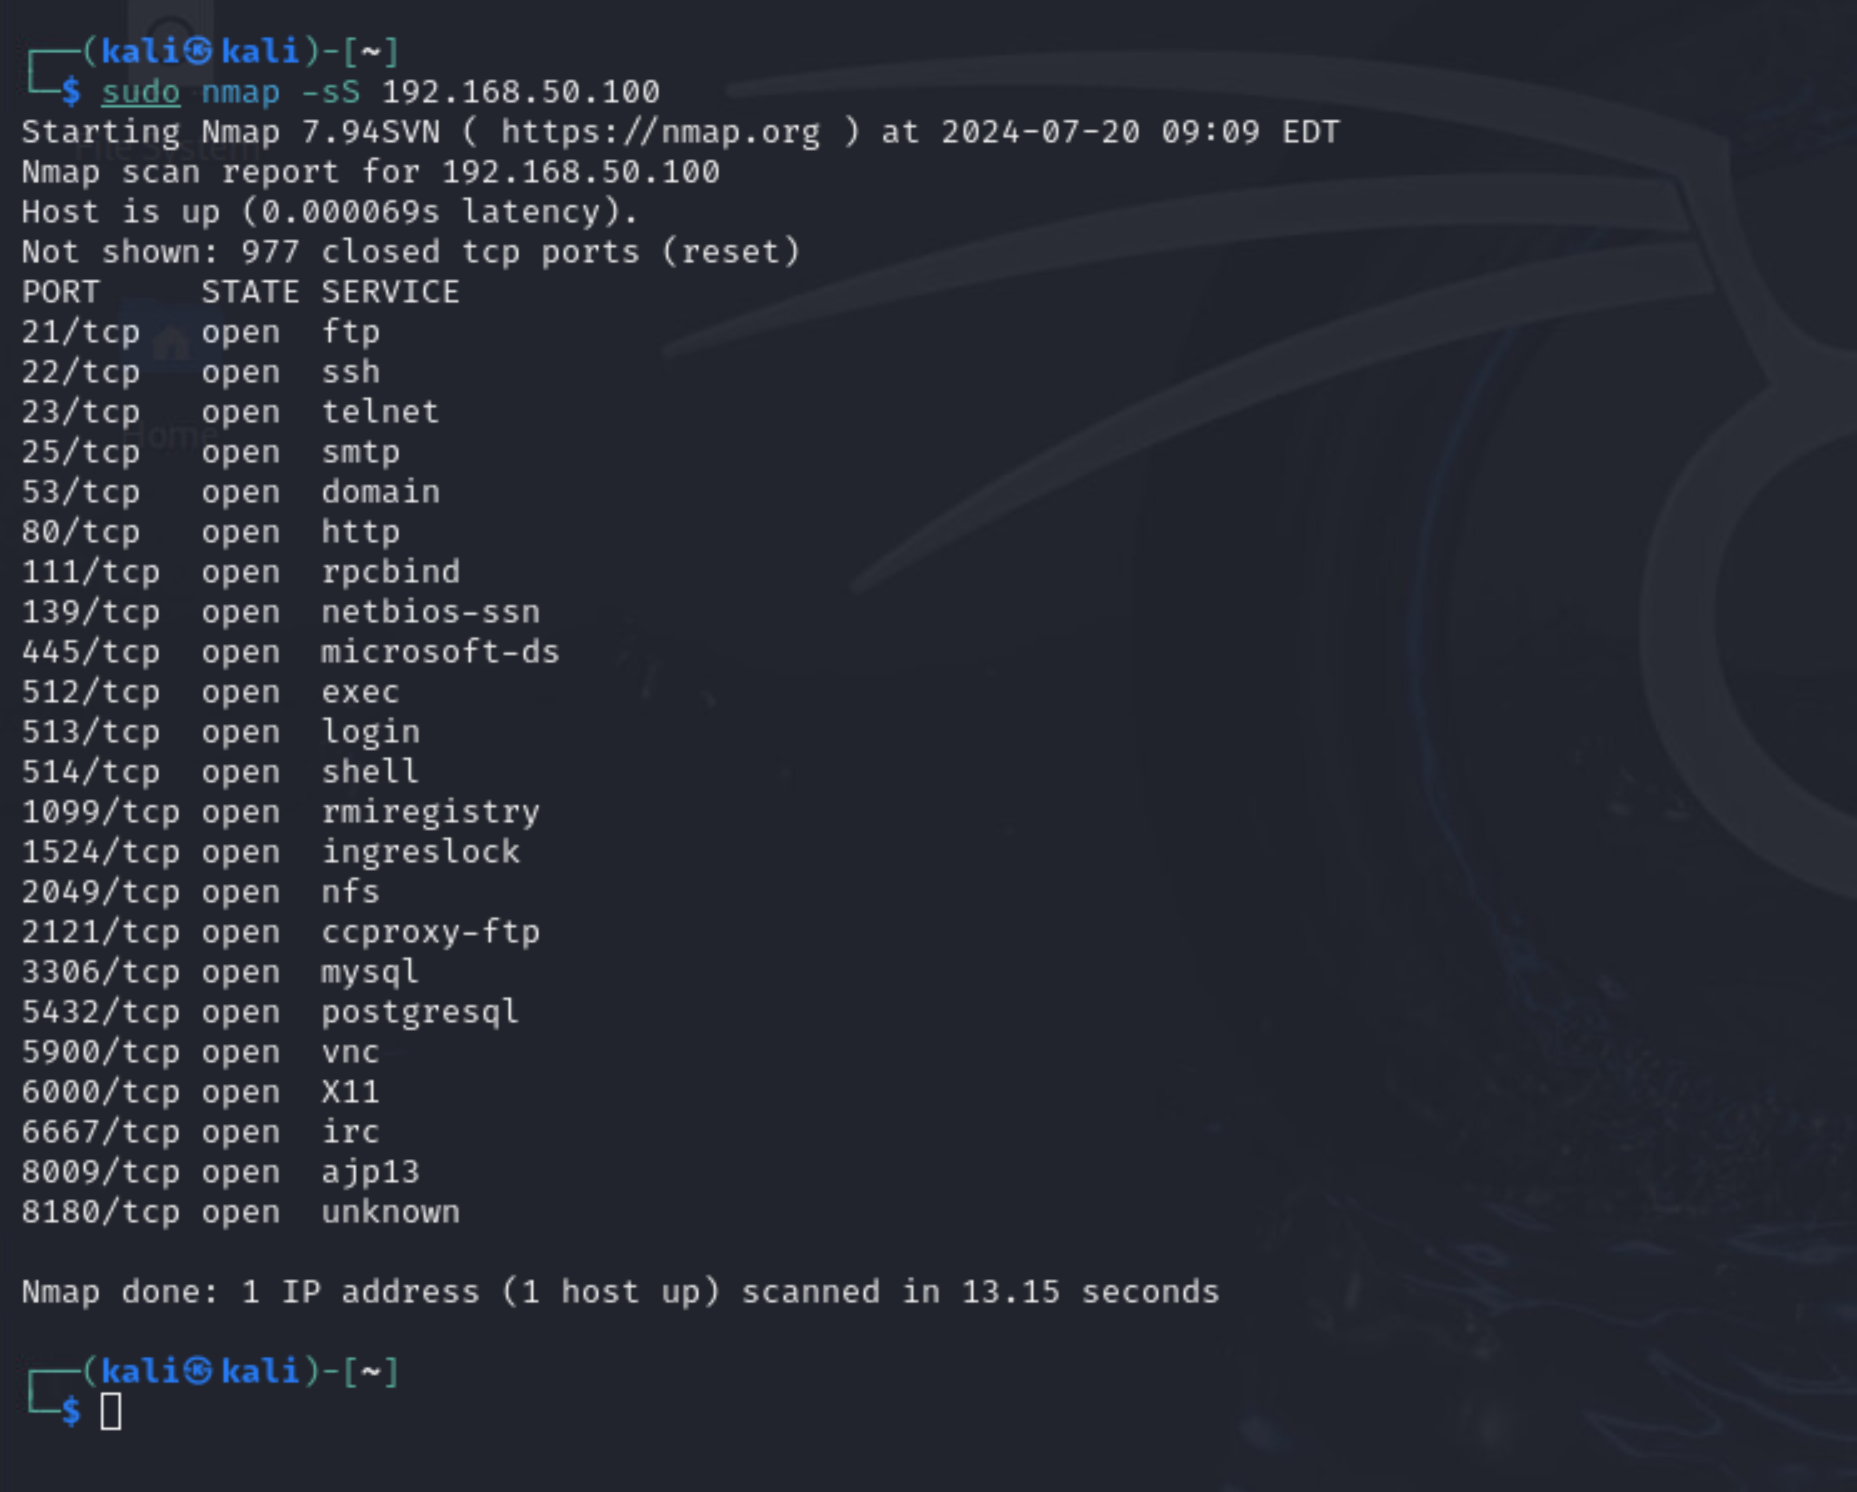 ┌──(kali㉿kali)-[~]
└─$ sudo nmap -sS 192.168.50.100
Starting Nmap 7.94SVN ( https://nmap.org ) at 2024-07-20 09:09 EDT
Nmap scan report for 192.168.50.100
Host is up (0.000069s latency).
Not shown: 977 closed tcp ports (reset)
PORT     STATE SERVICE
21/tcp   open  ftp
22/tcp   open  ssh
23/tcp   open  telnet
25/tcp   open  smtp
53/tcp   open  domain
80/tcp   open  http
111/tcp  open  rpcbind
139/tcp  open  netbios-ssn
445/tcp  open  microsoft-ds
512/tcp  open  exec
513/tcp  open  login
514/tcp  open  shell
1099/tcp open  rmiregistry
1524/tcp open  ingreslock
2049/tcp open  nfs
2121/tcp open  ccproxy-ftp
3306/tcp open  mysql
5432/tcp open  postgresql
5900/tcp open  vnc
6000/tcp open  X11
6667/tcp open  irc
8009/tcp open  ajp13
8180/tcp open  unknown
Nmap done: 1 IP address (1 host up) scanned in 13.15 seconds
┌──(kali㉿kali)-[~]
└─$
File System
Home